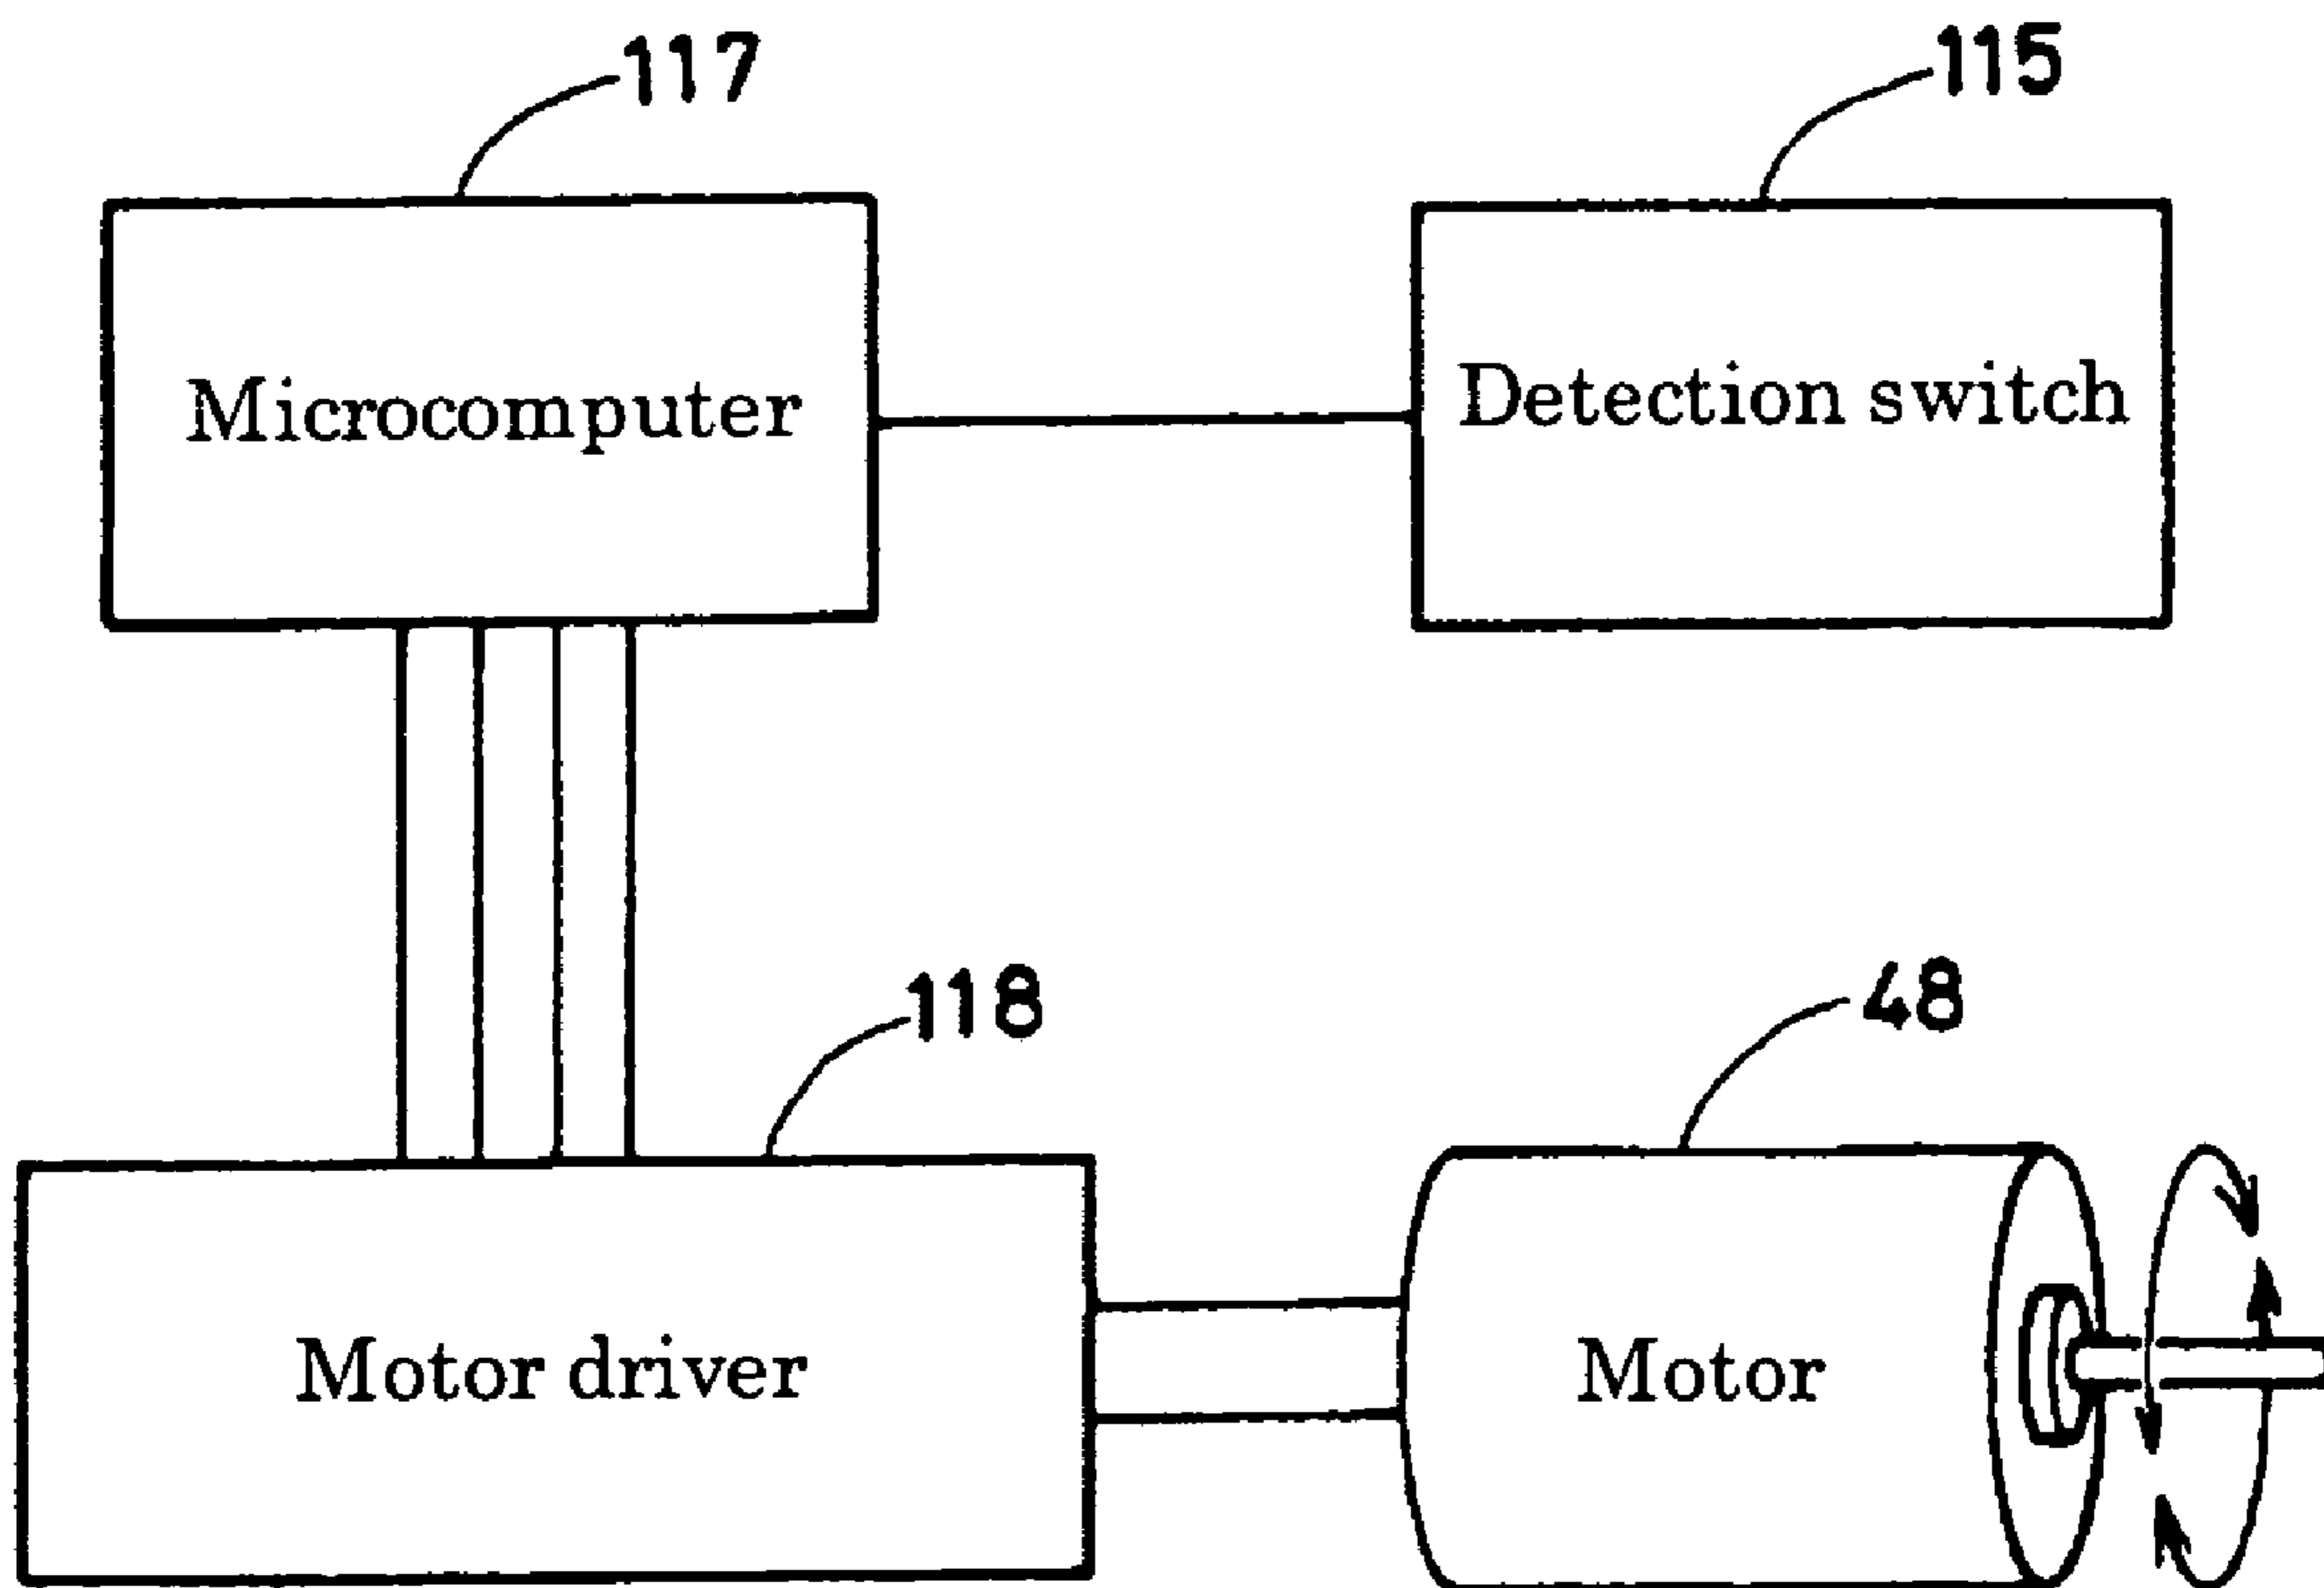 117
115
Microcomputer
Detection switch
118
48
Motor driver
Motor